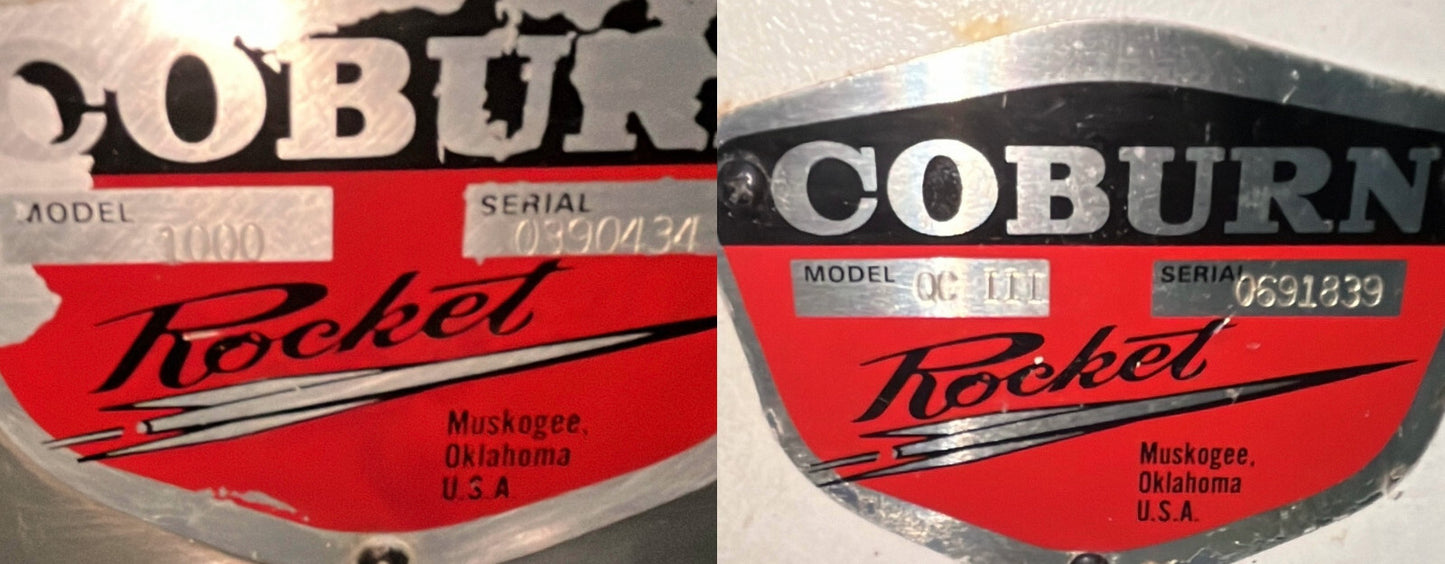 COBURN
MODEL 1000
SERIAL 0390434
Rocket
Muskogee,
Oklahoma
U.S.A
COBURN
MODEL QC III
SERIAL 0691839
Rocket
Muskogee,
Oklahoma
U.S.A.